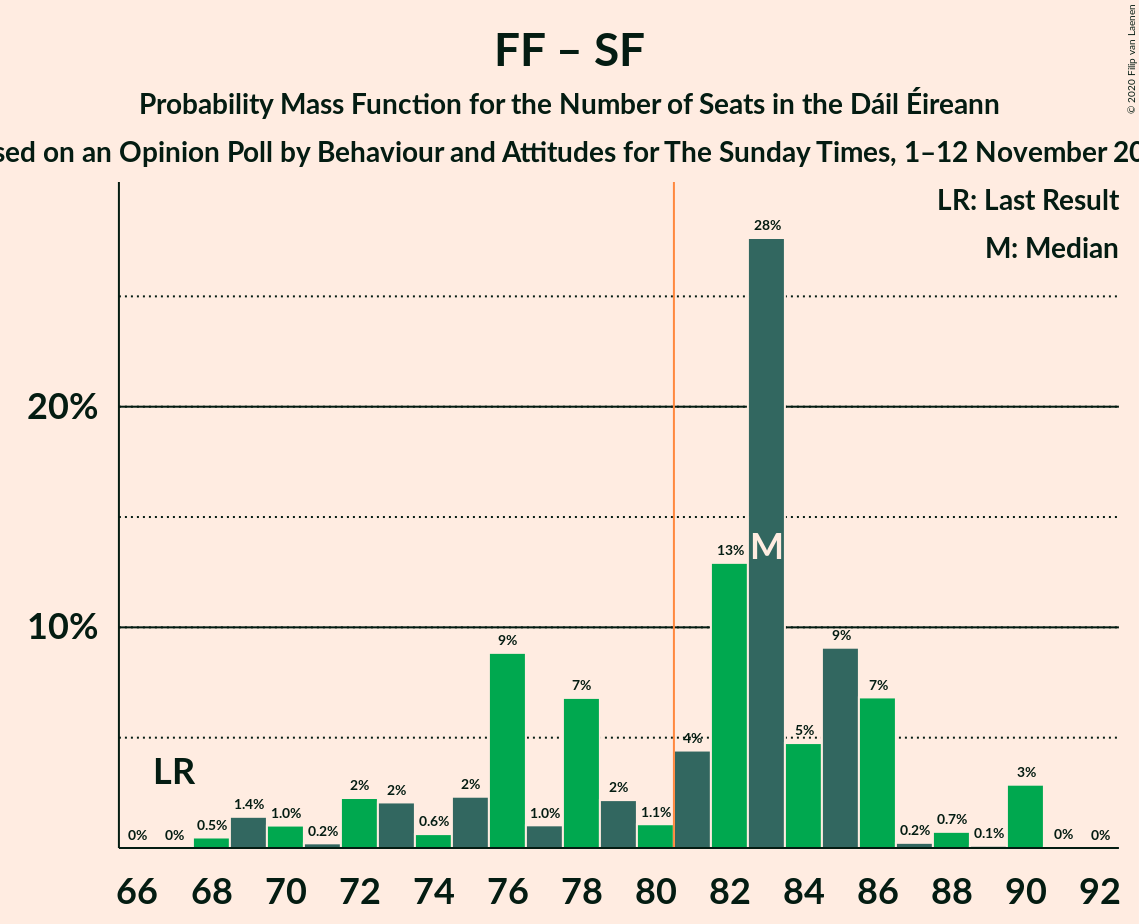 FF – SF
Probability Mass Function for the Number of Seats in the Dáil Éireann
sed on an Opinion Poll by Behaviour and Attitudes for The Sunday Times, 1–12 November 20
© 2020 Filip van Laenen
LR: Last Result
M: Median
20%
10%
0% 0% 0.5% 1.4% 1.0% 0.2% 2% 2% 0.6% 2% 9% 1.0% 7% 2% 1.1% 4% 13% 28% 5% 9% 7% 0.2% 0.7% 0.1% 3% 0% 0%
LR
M
66 68 70 72 74 76 78 80 82 84 86 88 90 92